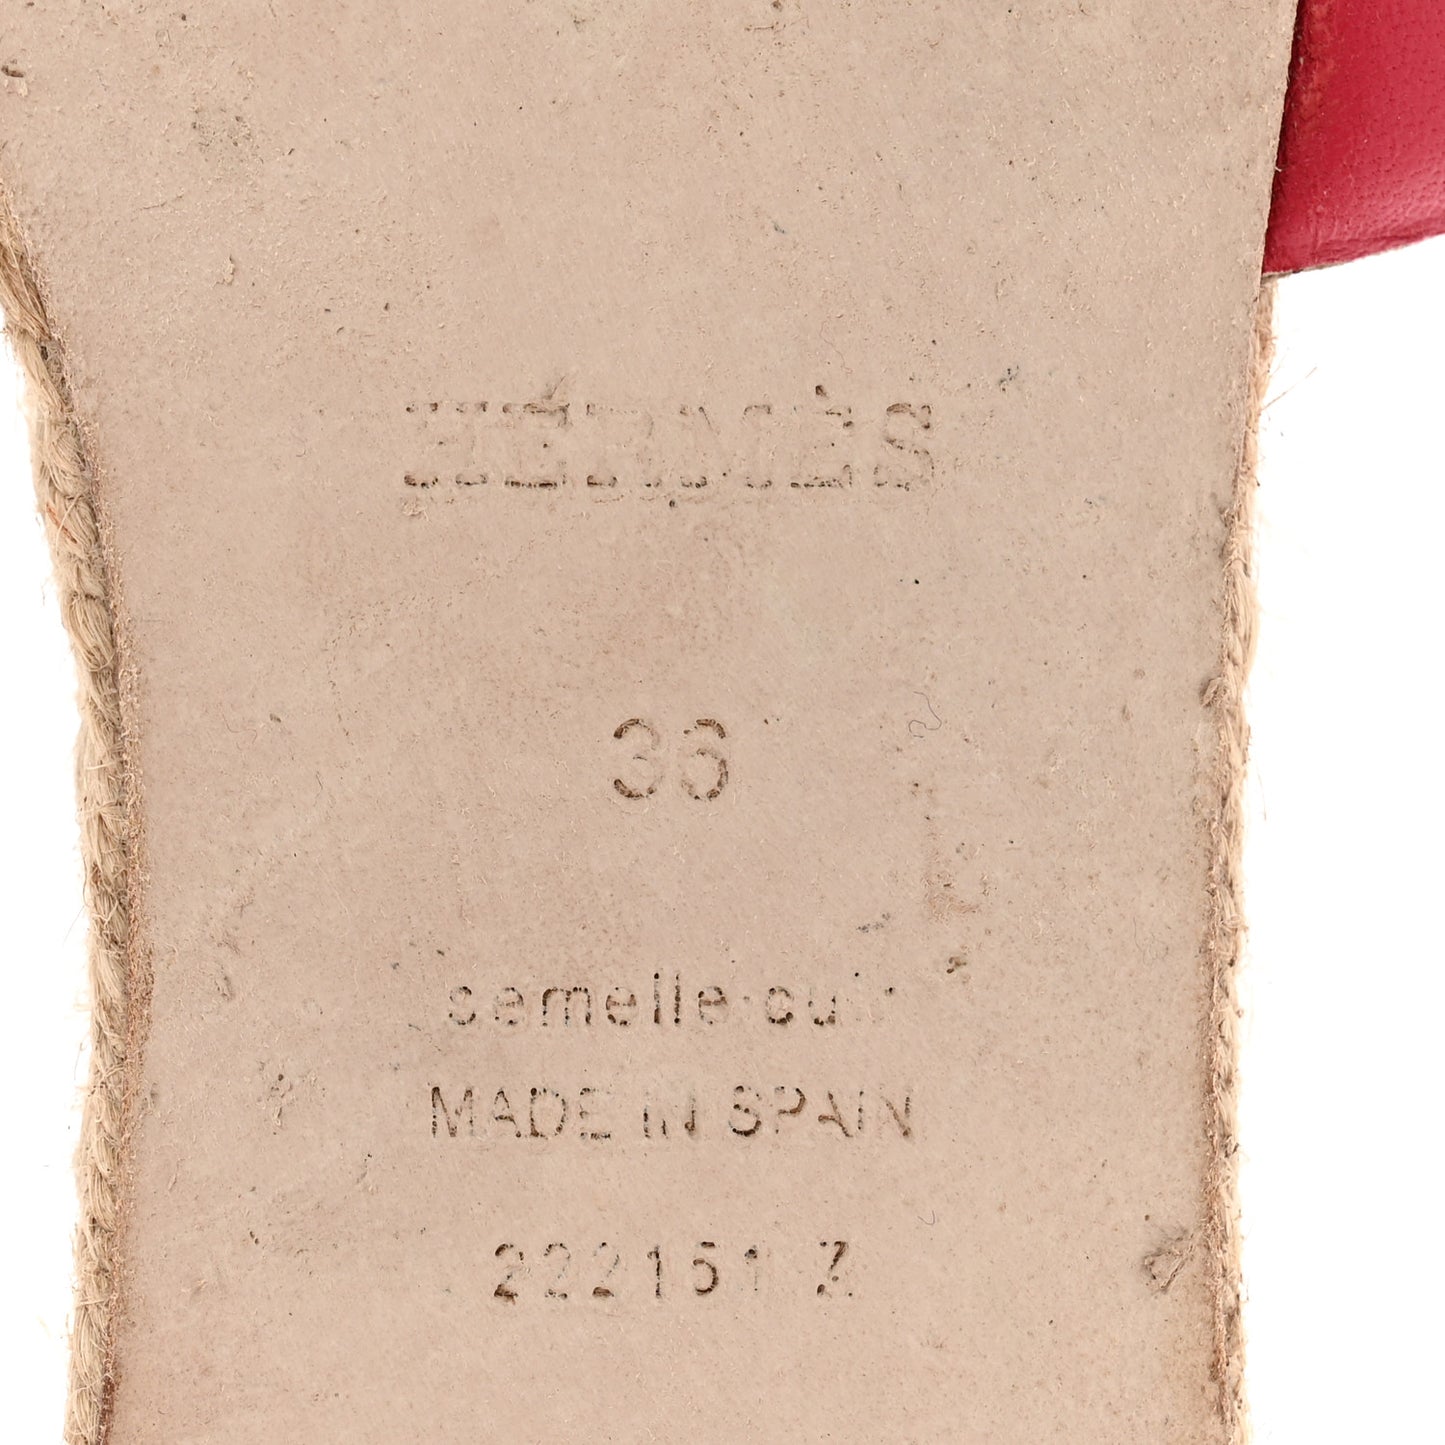 HERMÈS
36
semelle cuir
MADE IN SPAIN
222151 Z